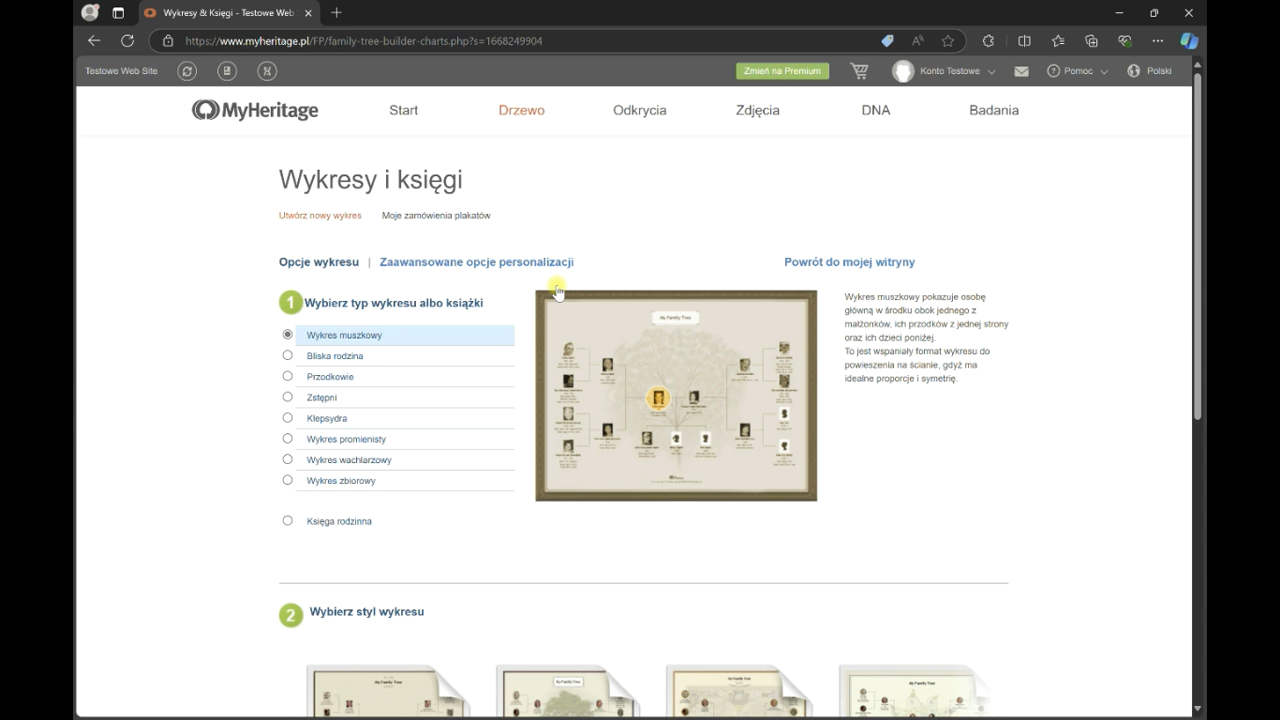 Wykresy & Księgi - Testowe Web
https://www.myheritage.pl/FP/family-tree-builder-charts.php?s=1668249904
Testowe Web Site
Zmień na Premium
Konto Testowe
Pomoc
Polski
MyHeritage
Start
Drzewo
Odkrycia
Zdjęcia
DNA
Badania
Wykresy i księgi
Utwórz nowy wykres
Moje zamówienia plakatów
Opcje wykresu | Zaawansowane opcje personalizacji
Powrót do mojej witryny
1 Wybierz typ wykresu albo książki
Wykres muszkowy
Bliska rodzina
Przodkowie
Zstępni
Klepsydra
Wykres promienisty
Wykres wachlarzowy
Wykres zbiorowy
Księga rodzinna
My Family Tree
Wykres muszkowy pokazuje osobę
główną w środku obok jednego z
małżonków, ich przodków z jednej strony
oraz ich dzieci poniżej.
To jest wspaniały format wykresu do
powieszenia na ścianie, gdyż ma
idealne proporcje i symetrię.
2 Wybierz styl wykresu
My Family Tree
My Family Tree
My Family Tree
My Family Tree